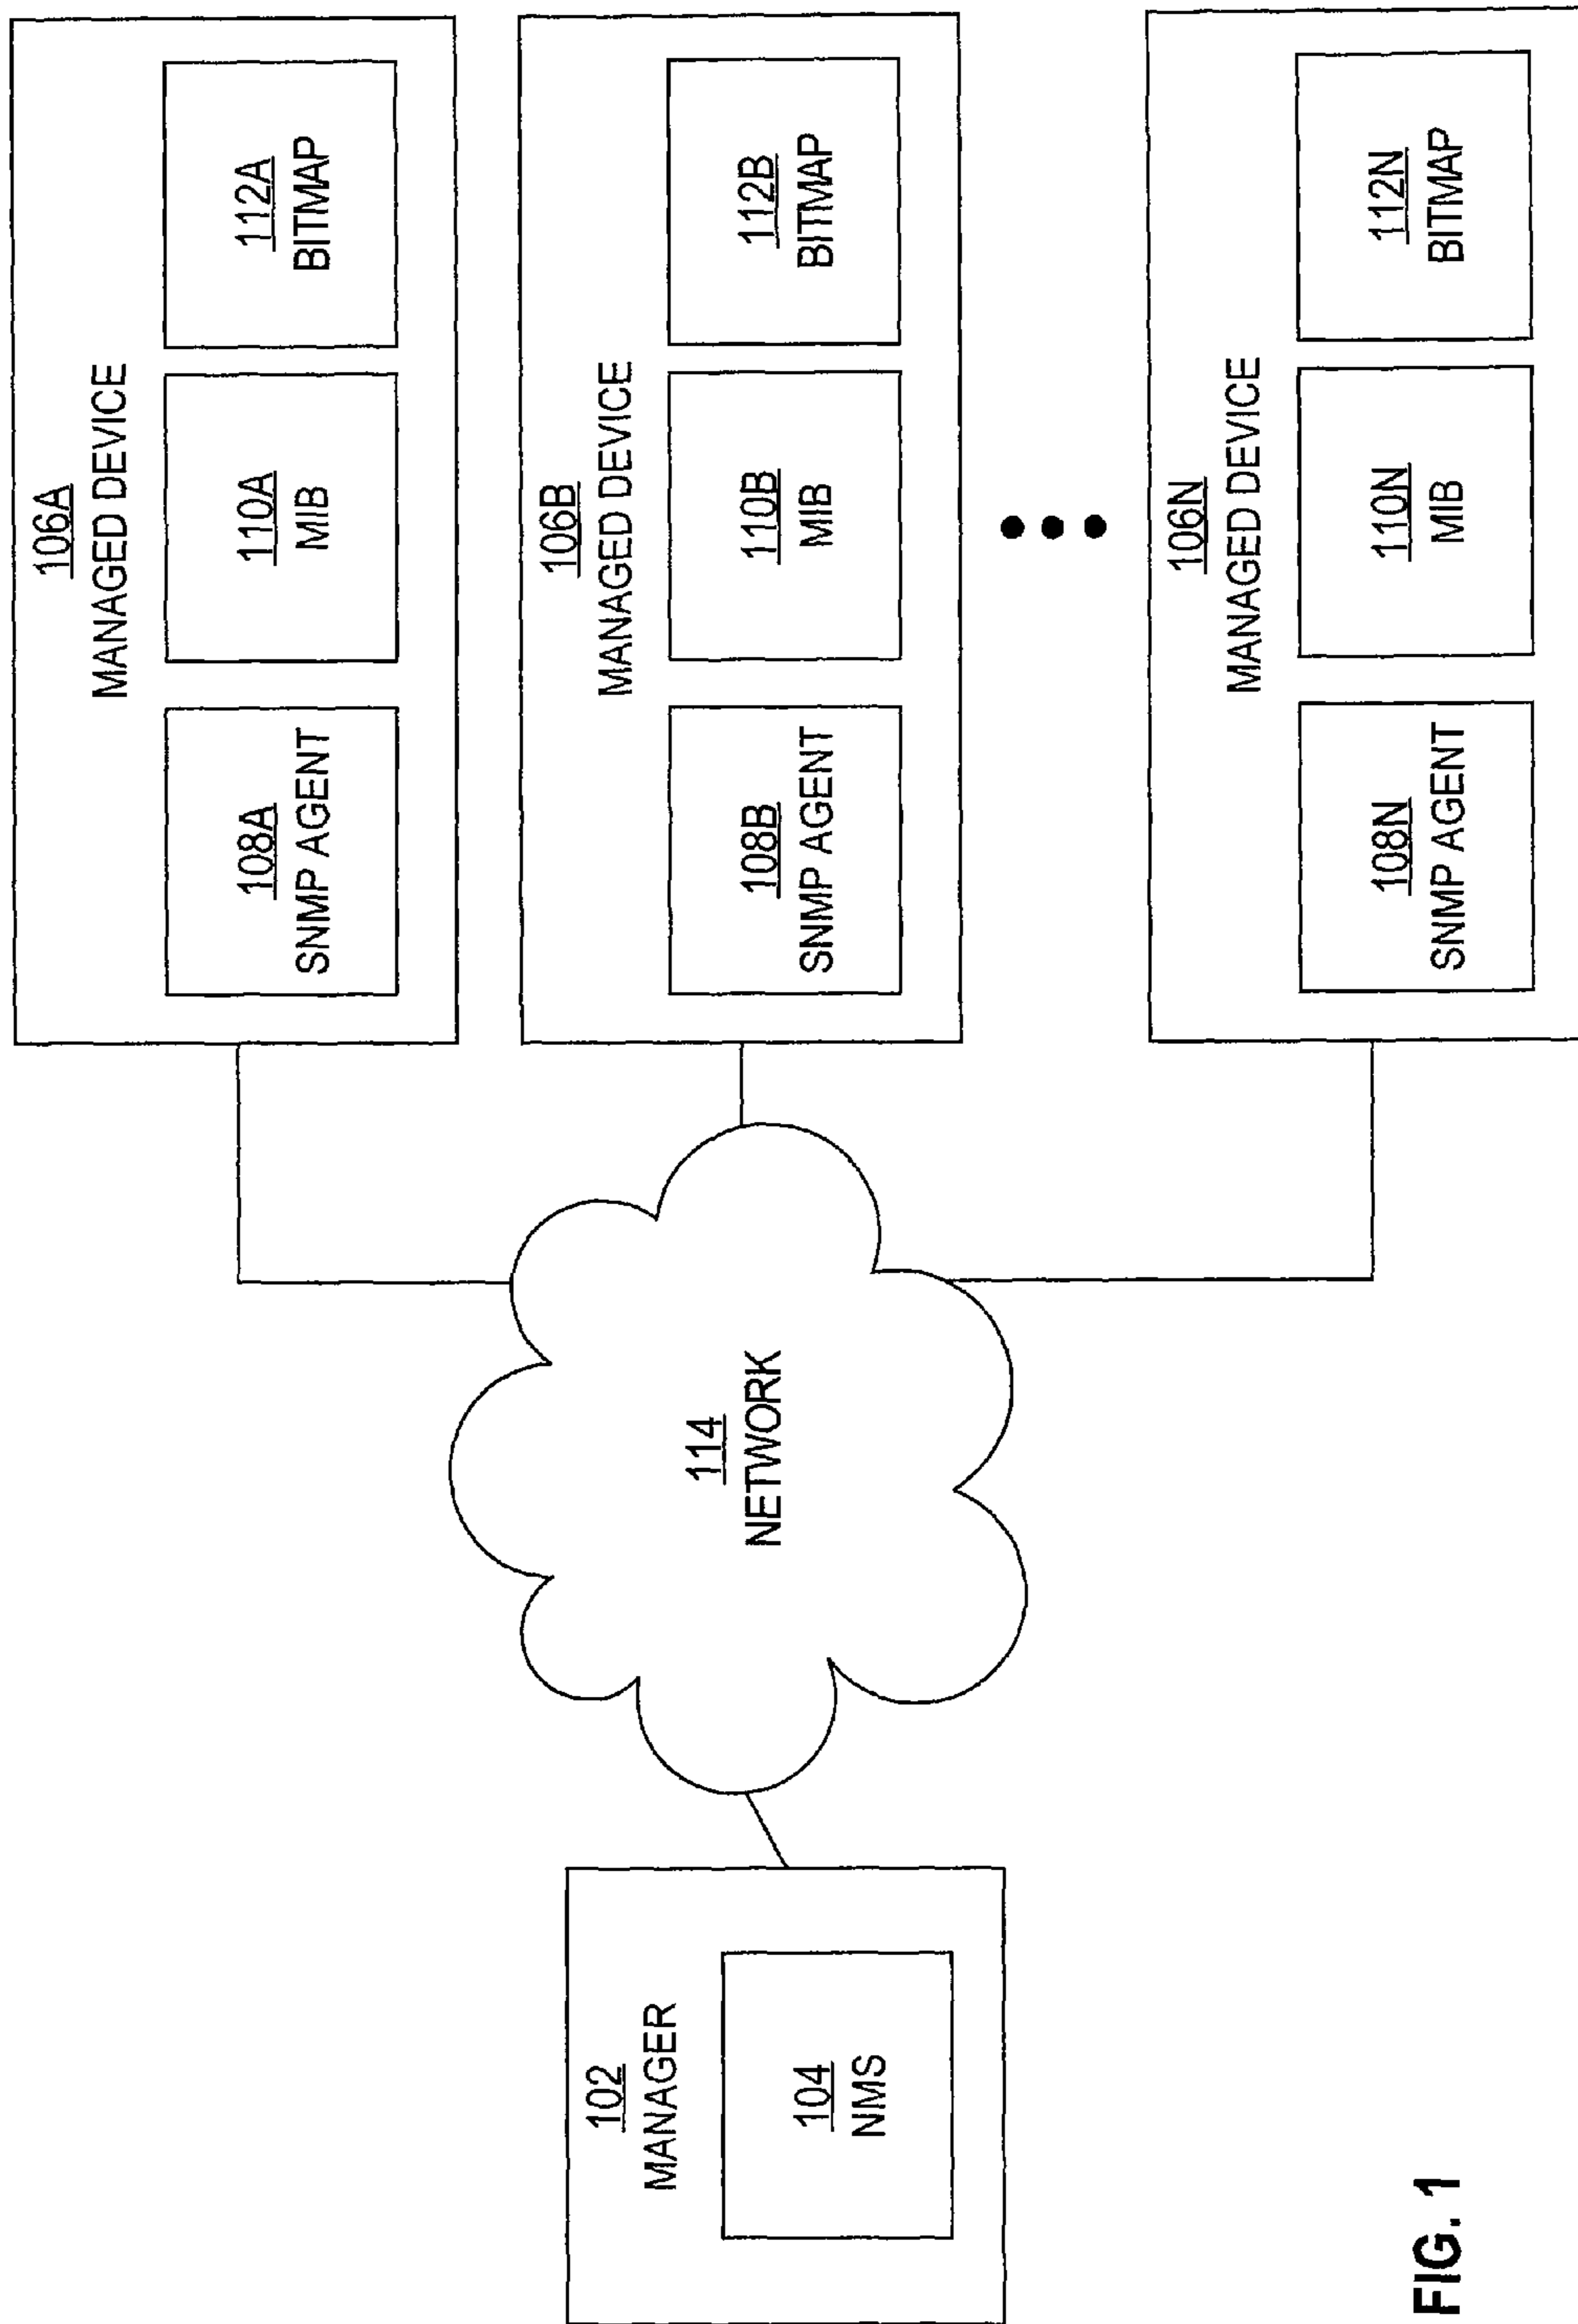 106A
MANAGED DEVICE
108A
SNMP AGENT
110A
MIB
112A
BITMAP
106B
MANAGED DEVICE
108B
SNMP AGENT
110B
MIB
112B
BITMAP
106N
MANAGED DEVICE
108N
SNMP AGENT
110N
MIB
112N
BITMAP
114
NETWORK
102
MANAGER
104
NMS
FIG. 1